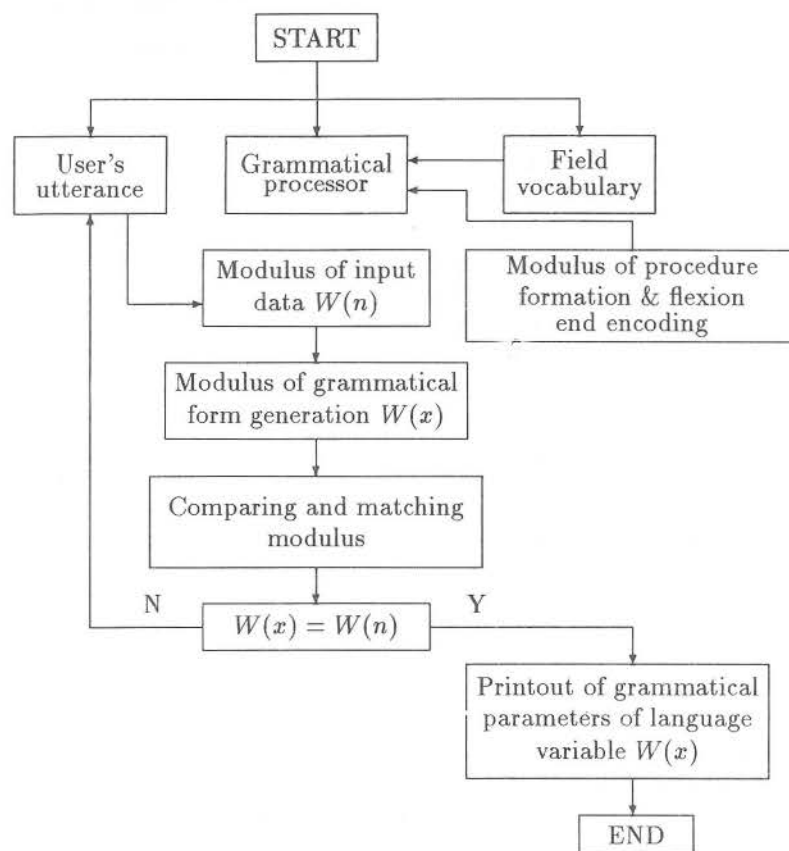 START
User's
utterance
Grammatical
processor
Field
vocabulary
Modulus of input
data W(n)
Modulus of procedure
formation & flexion
end encoding
Modulus of grammatical
form generation W(x)
Comparing and matching
modulus
N
W(x) = W(n)
Y
Printout of grammatical
parameters of language
variable W(x)
END